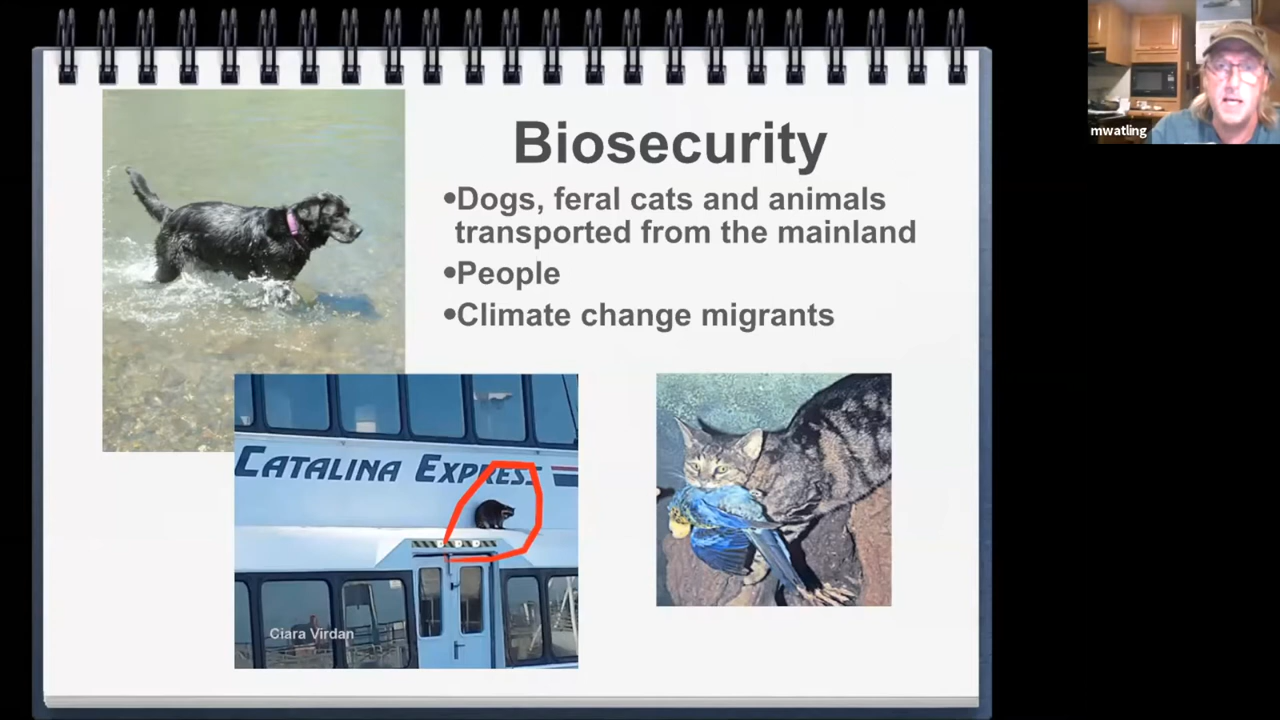 Biosecurity
•Dogs, feral cats and animals
transported from the mainland
•People
•Climate change migrants
CATALINA EXPRESS
Ciara Virdan
mwatling